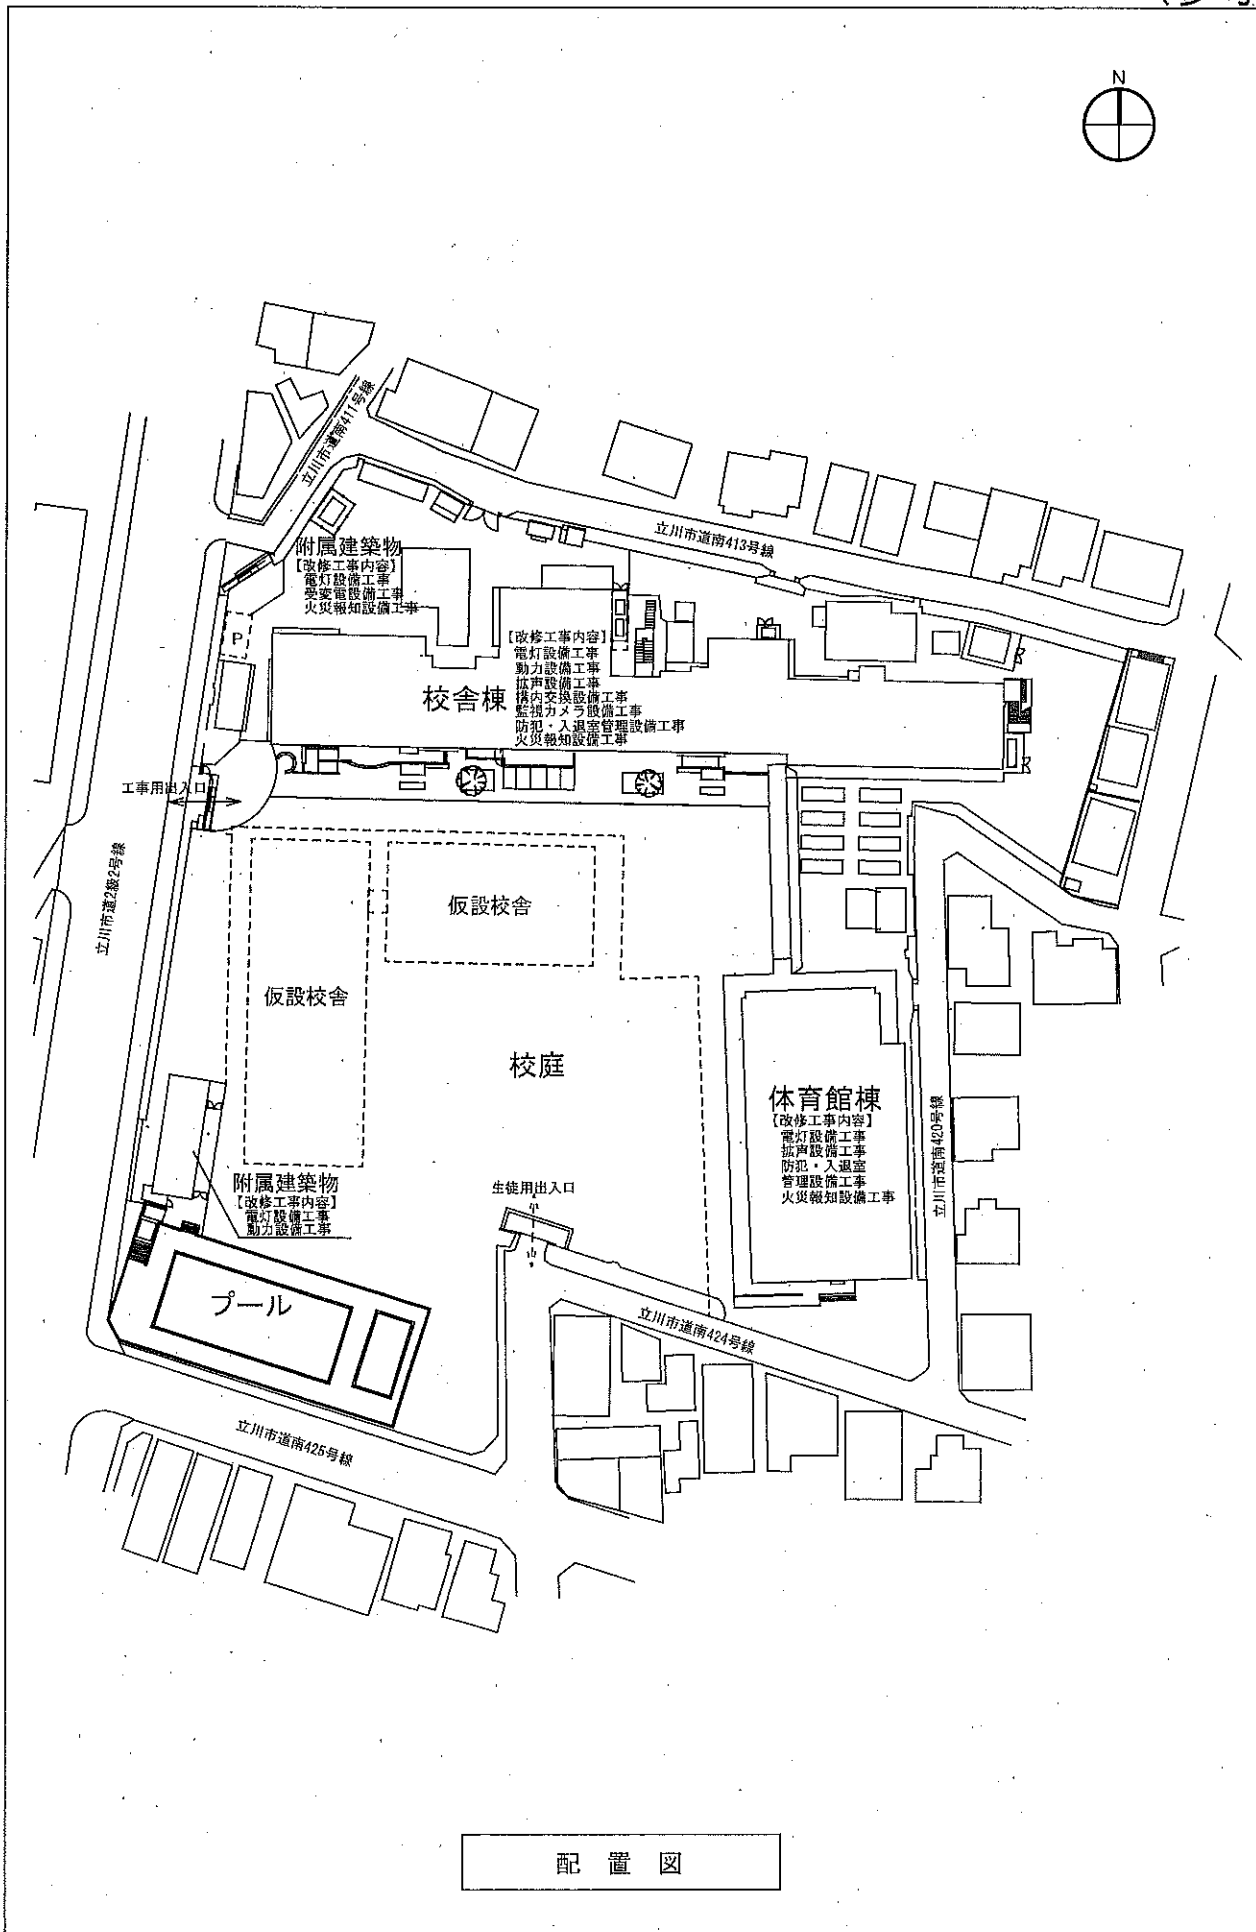 N
立川市道南411号線
立川市道南413号線
附属建築物
【改修工事内容】
電灯設備工事
受変電設備工事
火災報知設備工事
P
校舎棟
【改修工事内容】
電灯設備工事
動力設備工事
拡声設備工事
構内交換設備工事
監視カメラ設備工事
防犯・入退室管理設備工事
火災報知設備工事
工事用出入口
立川市道2級2号線
仮設校舎
仮設校舎
校庭
体育館棟
【改修工事内容】
電灯設備工事
拡声設備工事
防犯・入退室
管理設備工事
火災報知設備工事
立川市道南420号線
附属建築物
【改修工事内容】
電灯設備工事
動力設備工事
生徒用出入口
プール
立川市道南424号線
立川市道南425号線
配置図